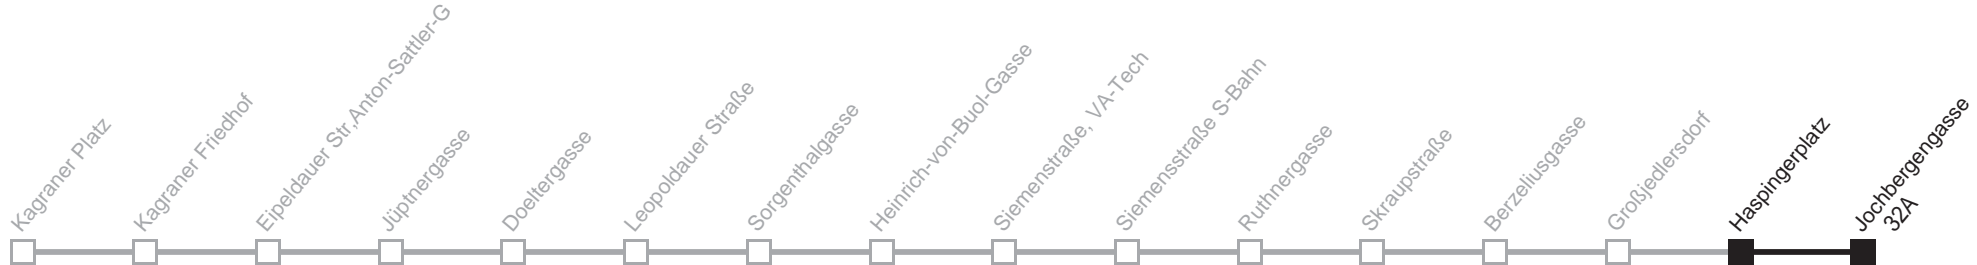 Kagraner Platz
Kagraner Friedhof
Eipeldauer Str,Anton-Sattler-G
Jüptnergasse
Doeltergasse
Leopoldauer Straße
Sorgenthalgasse
Heinrich-von-Buol-Gasse
Siemenstraße, VA-Tech
Siemensstraße S-Bahn
Ruthnergasse
Skraupstraße
Berzeliusgasse
Großjedlersdorf
Haspingerplatz
Jochbergengasse
32A